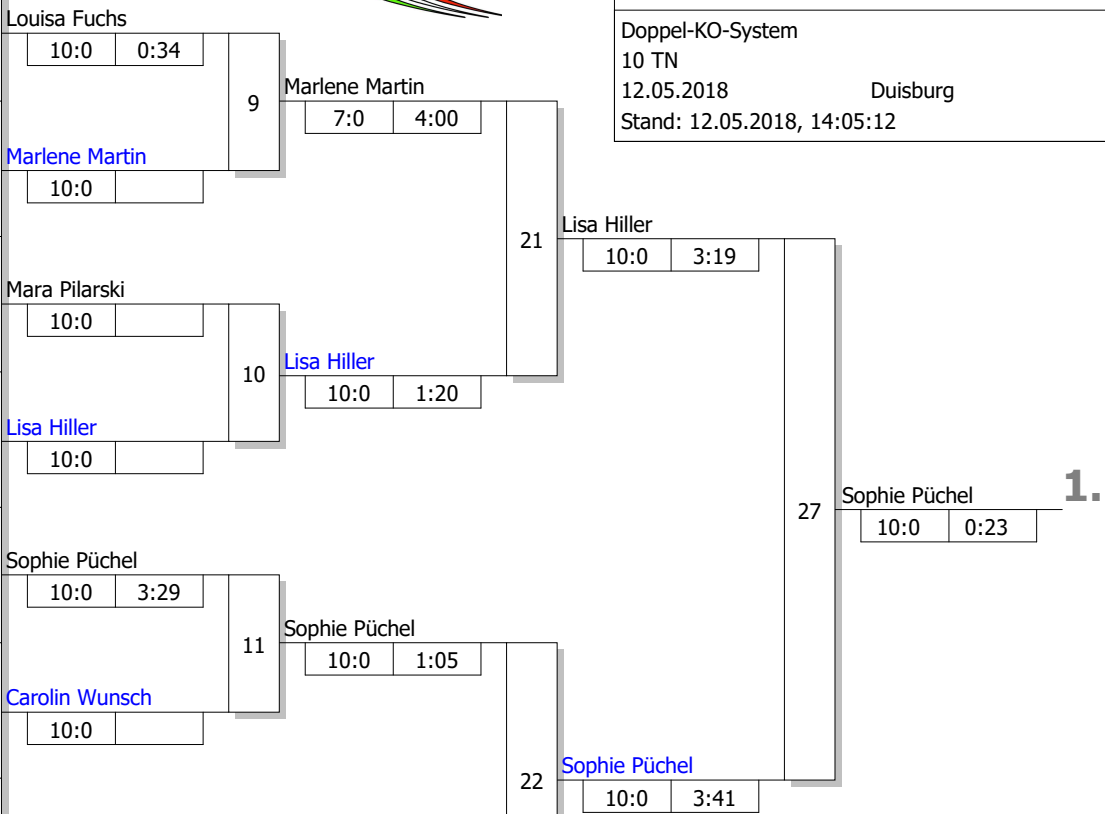 Doppel-KO-System
10 TN
12.05.2018 Duisburg
Stand: 12.05.2018, 14:05:12
Louisa Fuchs
10:0 0:34
9
Marlene Martin
10:0
Marlene Martin
7:0 4:00
21
Mara Pilarski
10:0
10
Lisa Hiller
10:0
Lisa Hiller
10:0 1:20
Lisa Hiller
10:0 3:19
27
Sophie Püchel
10:0 3:29
11
Carolin Wunsch
10:0
Sophie Püchel
10:0 1:05
22
Sophie Püchel
10:0 3:41
Sophie Püchel
10:0 0:23
1.